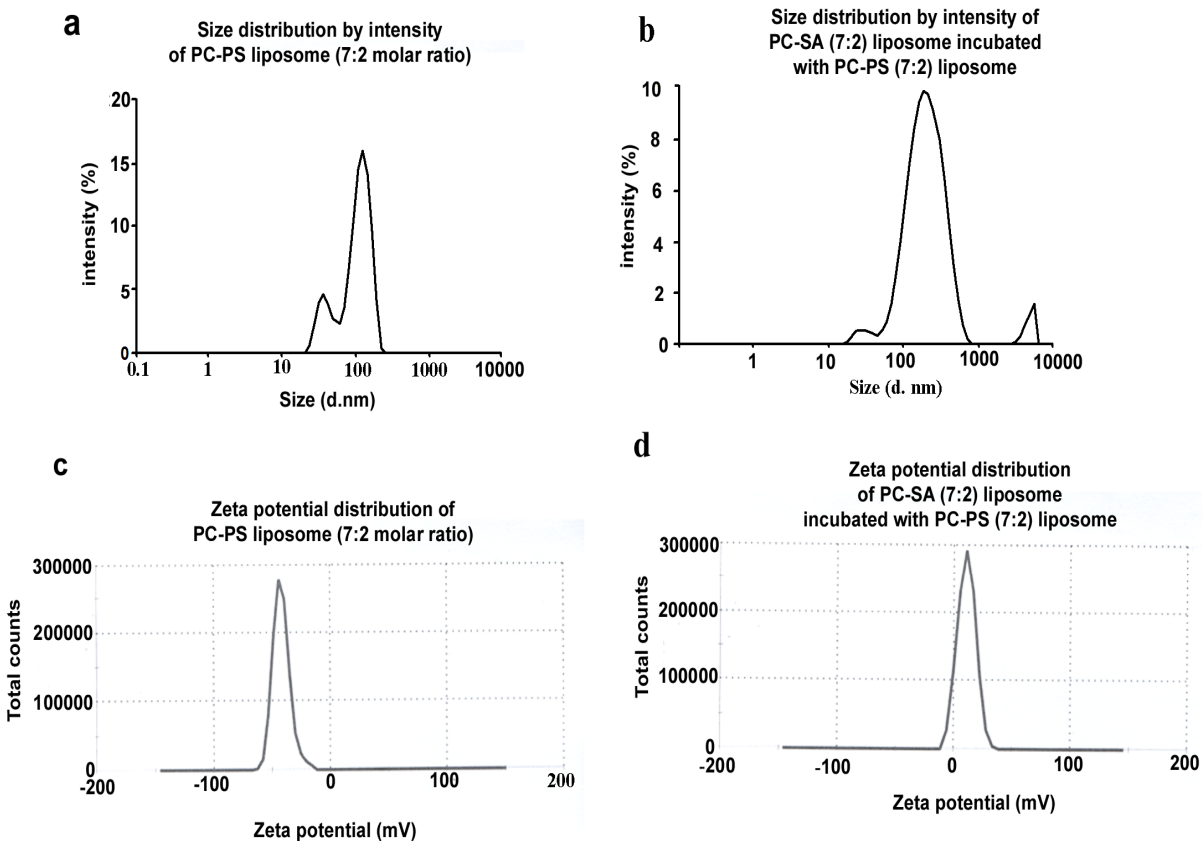 a
Size distribution by intensity
of PC-PS liposome (7:2 molar ratio)
20
15
10
5
0
intensity (%)
0.1 1 10 100 1000 10000
Size (d.nm)
b
Size distribution by intensity of
PC-SA (7:2) liposome incubated
with PC-PS (7:2) liposome
10
8
6
4
2
0
intensity (%)
1 10 100 1000 10000
Size (d. nm)
c
Zeta potential distribution of
PC-PS liposome (7:2 molar ratio)
300000
200000
100000
0
Total counts
-200 -100 0 100 200
Zeta potential (mV)
d
Zeta potential distribution
of PC-SA (7:2) liposome
incubated with PC-PS (7:2) liposome
300000
200000
100000
0
Total counts
-200 -100 0 100 200
Zeta potential (mV)